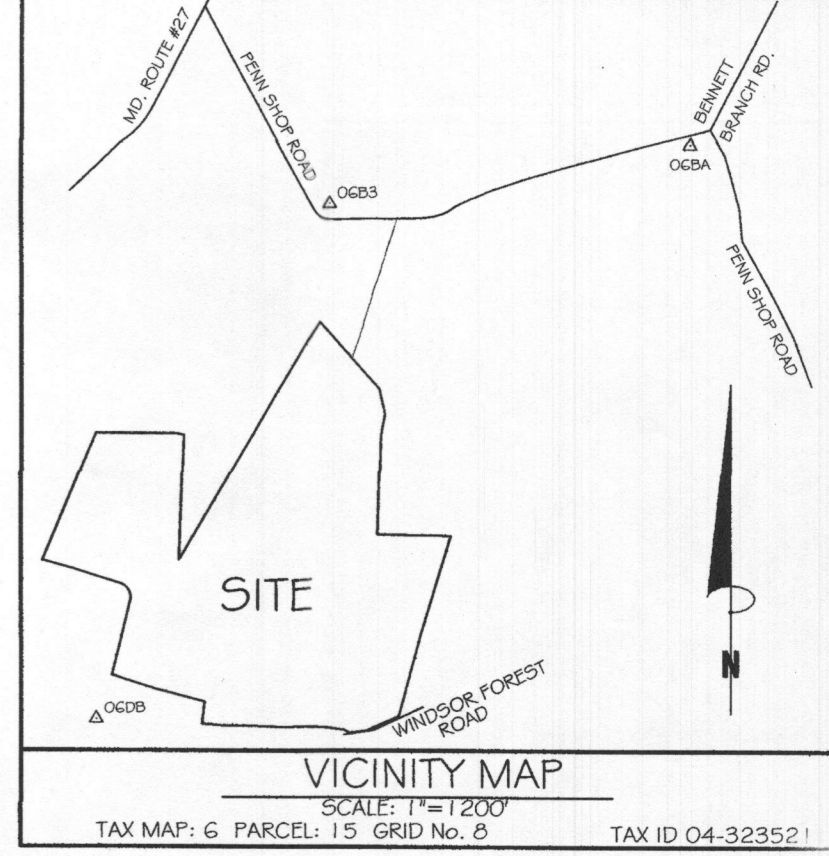 MD. ROUTE #27
PENN SHOP ROAD
BENNETT
BRANCH RD.
06BA
06B3
PENN SHOP ROAD
SITE
N
06DB
WINDSOR FOREST
ROAD
VICINITY MAP
SCALE: 1"=1200'
TAX MAP: 6 PARCEL: 15 GRID No. 8
TAX ID 04-323521